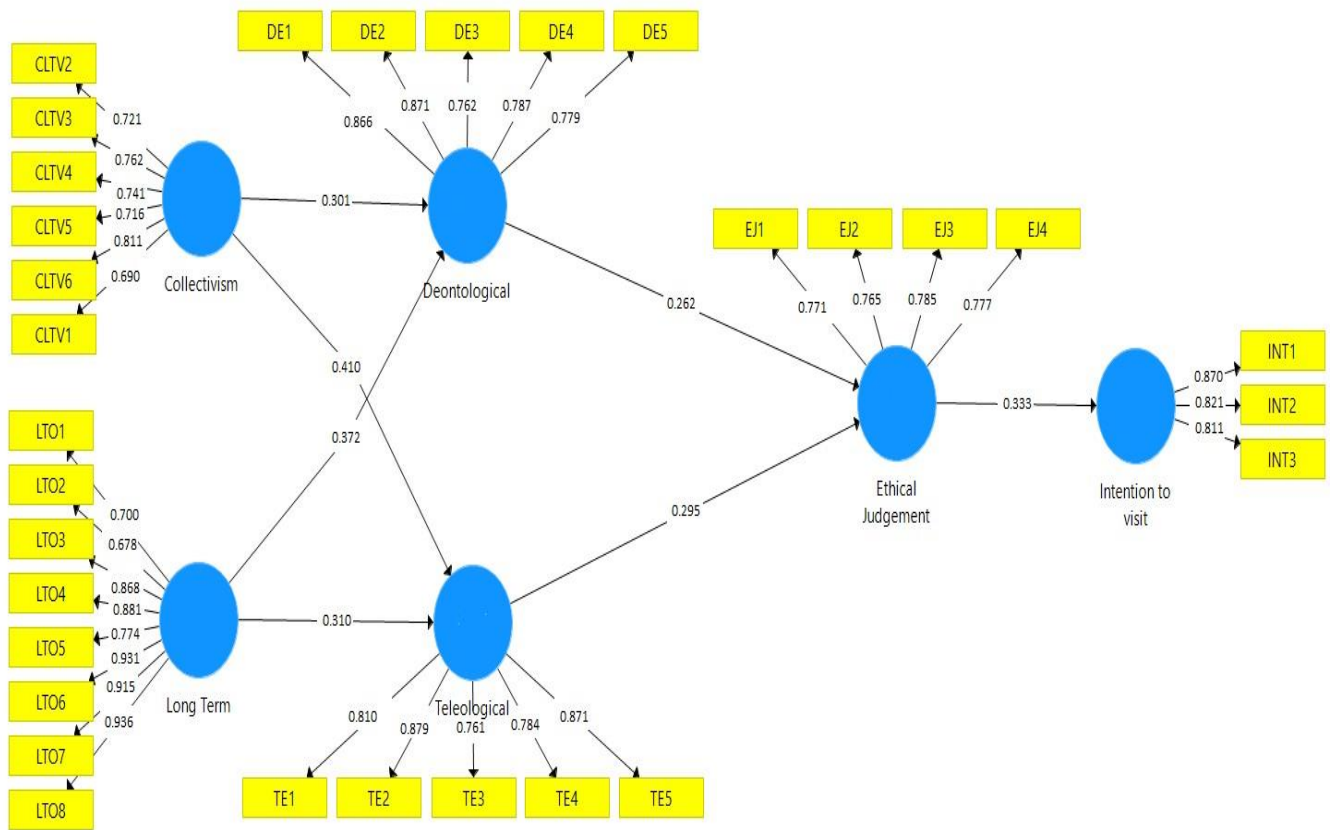 DE1
DE2
DE3
DE4
DE5
CLTV2
CLTV3
CLTV4
CLTV5
CLTV6
CLTV1
0.721
0.762
0.741
0.716
0.811
0.690
Collectivism
0.866
0.871
0.762
0.787
0.779
Deontological
0.301
0.410
0.372
0.310
LTO1
LTO2
LTO3
LTO4
LTO5
LTO6
LTO7
LTO8
0.700
0.678
0.868
0.881
0.774
0.931
0.915
0.936
Long Term
Teleological
0.810
0.879
0.761
0.784
0.871
TE1
TE2
TE3
TE4
TE5
0.262
0.295
EJ1
EJ2
EJ3
EJ4
0.771
0.765
0.785
0.777
Ethical
Judgement
0.333
Intention to
visit
0.870
0.821
0.811
INT1
INT2
INT3